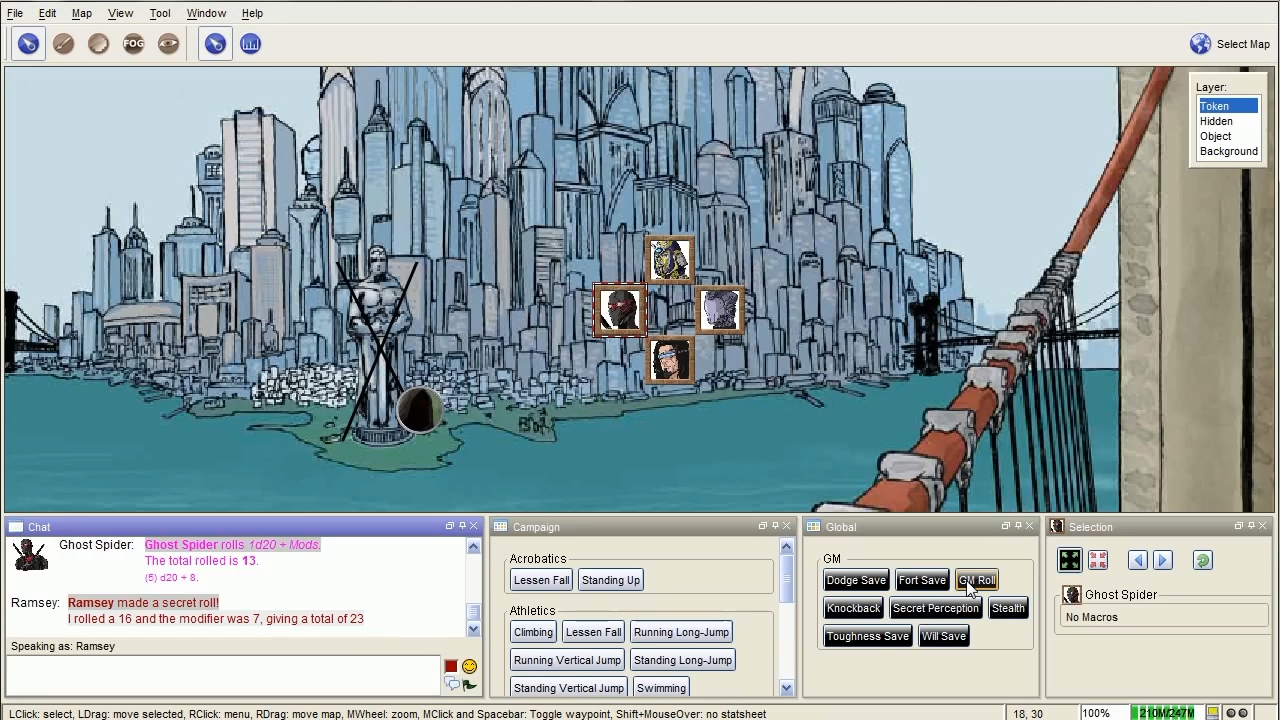 File Edit Map View Tool Window Help
FOG
Select Map
Layer:
Token
Hidden
Object
Background
Chat
Ghost Spider: Ghost Spider rolls 1d20 + Mods.
The total rolled is 13.
(5) d20 + 8.
Ramsey: Ramsey made a secret roll!
I rolled a 16 and the modifier was 7, giving a total of 23
Speaking as: Ramsey
Campaign
Acrobatics
Lessen Fall Standing Up
Athletics
Climbing Lessen Fall Running Long-Jump
Running Vertical Jump Standing Long-Jump
Standing Vertical Jump Swimming
Global
GM
Dodge Save Fort Save GM Roll
Knockback Secret Perception Stealth
Toughness Save Will Save
Selection
Ghost Spider
No Macros
LClick: select, LDrag: move selected, RClick: menu, RDrag: move map, MWheel: zoom, MClick and Spacebar: Toggle waypoint, Shift+MouseOver: no statsheet
18, 30 100% 210M/247M